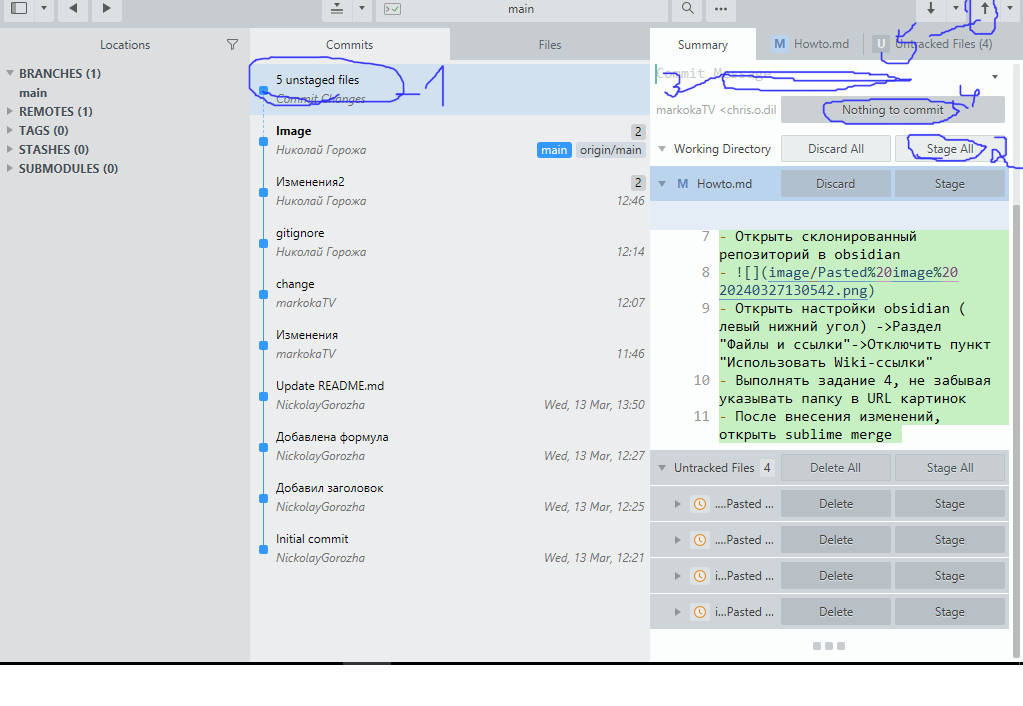 main
Locations
BRANCHES (1)
main
REMOTES (1)
TAGS (0)
STASHES (0)
SUBMODULES (0)
Commits Files
5 unstaged files
Commit Changes
1
Image 2
Николай Горожа main origin/main
Изменения2 2
Николай Горожа 12:46
gitignore
Николай Горожа 12:14
change
markokaTV 12:07
Изменения
markokaTV 11:46
Update README.md
NickolayGorozha Wed, 13 Mar, 13:50
Добавлена формула
NickolayGorozha Wed, 13 Mar, 12:27
Добавил заголовок
NickolayGorozha Wed, 13 Mar, 12:25
Initial commit
NickolayGorozha Wed, 13 Mar, 12:21
Summary M Howto.md U Untracked Files (4)
Commit Message
3
markokaTV <chris.o.dil Nothing to commit 4
Working Directory Discard All Stage All
M Howto.md Discard Stage
7 - Открыть склонированный
репозиторий в obsidian
8 - ![](image/Pasted%20image%20
20240327130542.png)
9 - Открыть настройки obsidian (
левый нижний угол) ->Раздел
"Файлы и ссылки"->Отключить пункт
"Использовать Wiki-ссылки"
10 - Выполнять задание 4, не забывая
указывать папку в URL картинок
11 - После внесения изменений,
открыть sublime merge
Untracked Files 4 Delete All Stage All
....Pasted ... Delete Stage
....Pasted ... Delete Stage
i...Pasted ... Delete Stage
i...Pasted ... Delete Stage